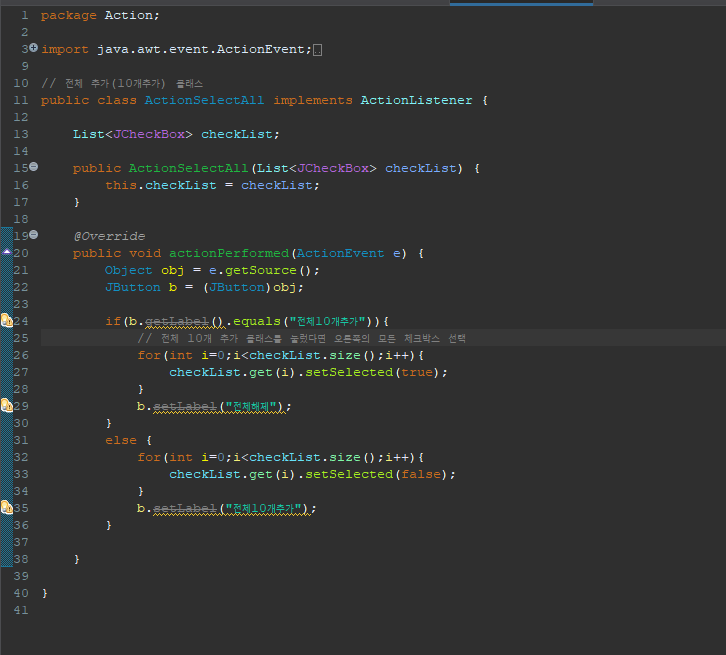 1 package Action;
2
3 import java.awt.event.ActionEvent;
9
10 // 전체 추가(10개추가) 클래스
11 public class ActionSelectAll implements ActionListener {
12
13 List<JCheckBox> checkList;
14
15 public ActionSelectAll(List<JCheckBox> checkList) {
16 this.checkList = checkList;
17 }
18
19 @Override
20 public void actionPerformed(ActionEvent e) {
21 Object obj = e.getSource();
22 JButton b = (JButton)obj;
23
24 if(b.getLabel().equals("전체10개추가")){
25 // 전체 10개 추가 클래스를 눌렀다면 오른쪽의 모든 체크박스 선택
26 for(int i=0;i<checkList.size();i++){
27 checkList.get(i).setSelected(true);
28 }
29 b.setLabel("전체해제");
30 }
31 else {
32 for(int i=0;i<checkList.size();i++){
33 checkList.get(i).setSelected(false);
34 }
35 b.setLabel("전체10개추가");
36 }
37
38 }
39
40 }
41